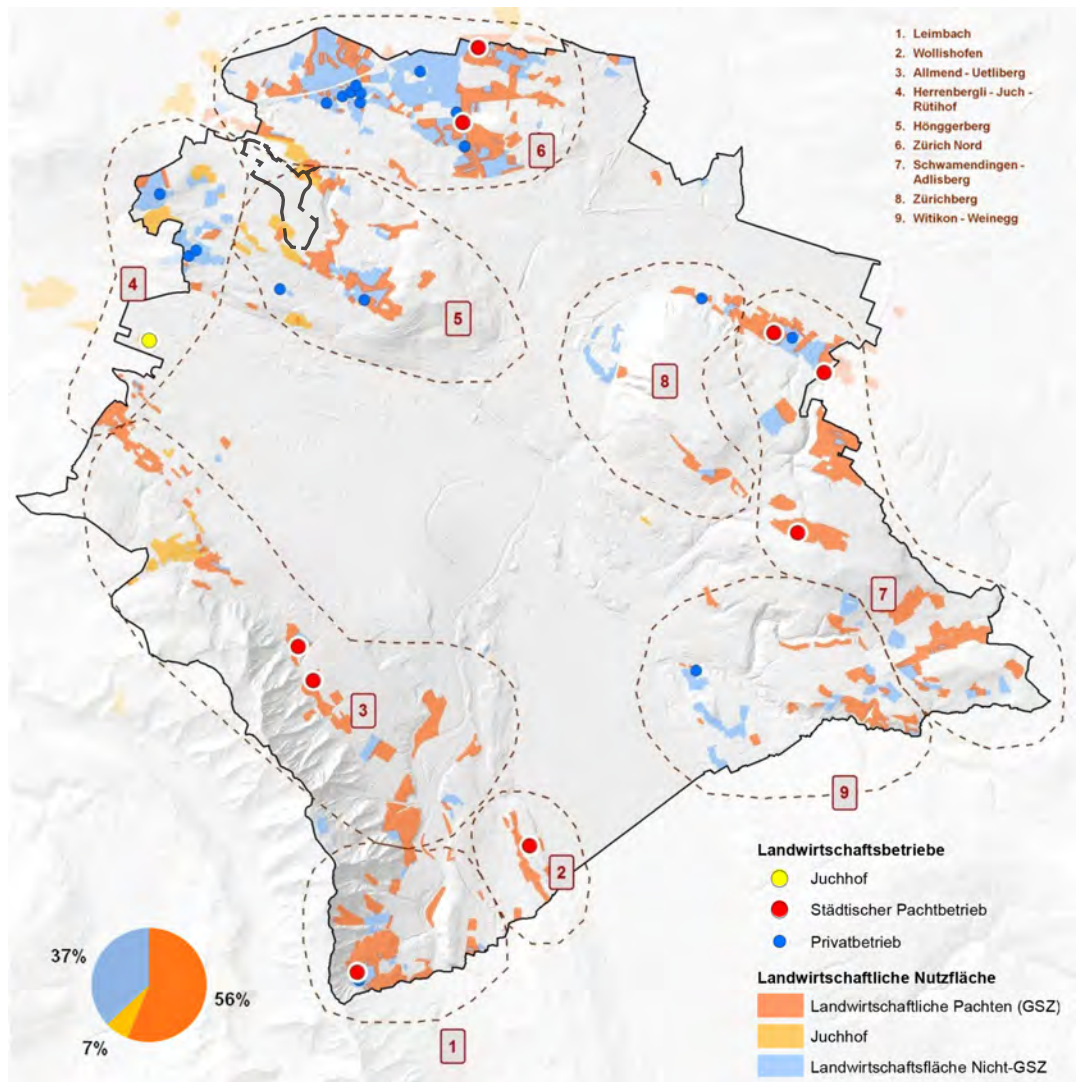 1. Leimbach
2. Wollishofen
3. Allmend - Uetliberg
4. Herrenbergli - Juch -
Rütihof
5. Hönggerberg
6. Zürich Nord
7. Schwamendingen -
Adlisberg
8. Zürichberg
9. Witikon - Weinegg
6
4
5
8
7
3
9
2
1
Landwirtschaftsbetriebe
Juchhof
Städtischer Pachtbetrieb
Privatbetrieb
Landwirtschaftliche Nutzfläche
Landwirtschaftliche Pachten (GSZ)
Juchhof
Landwirtschaftsfläche Nicht-GSZ
37%
56%
7%